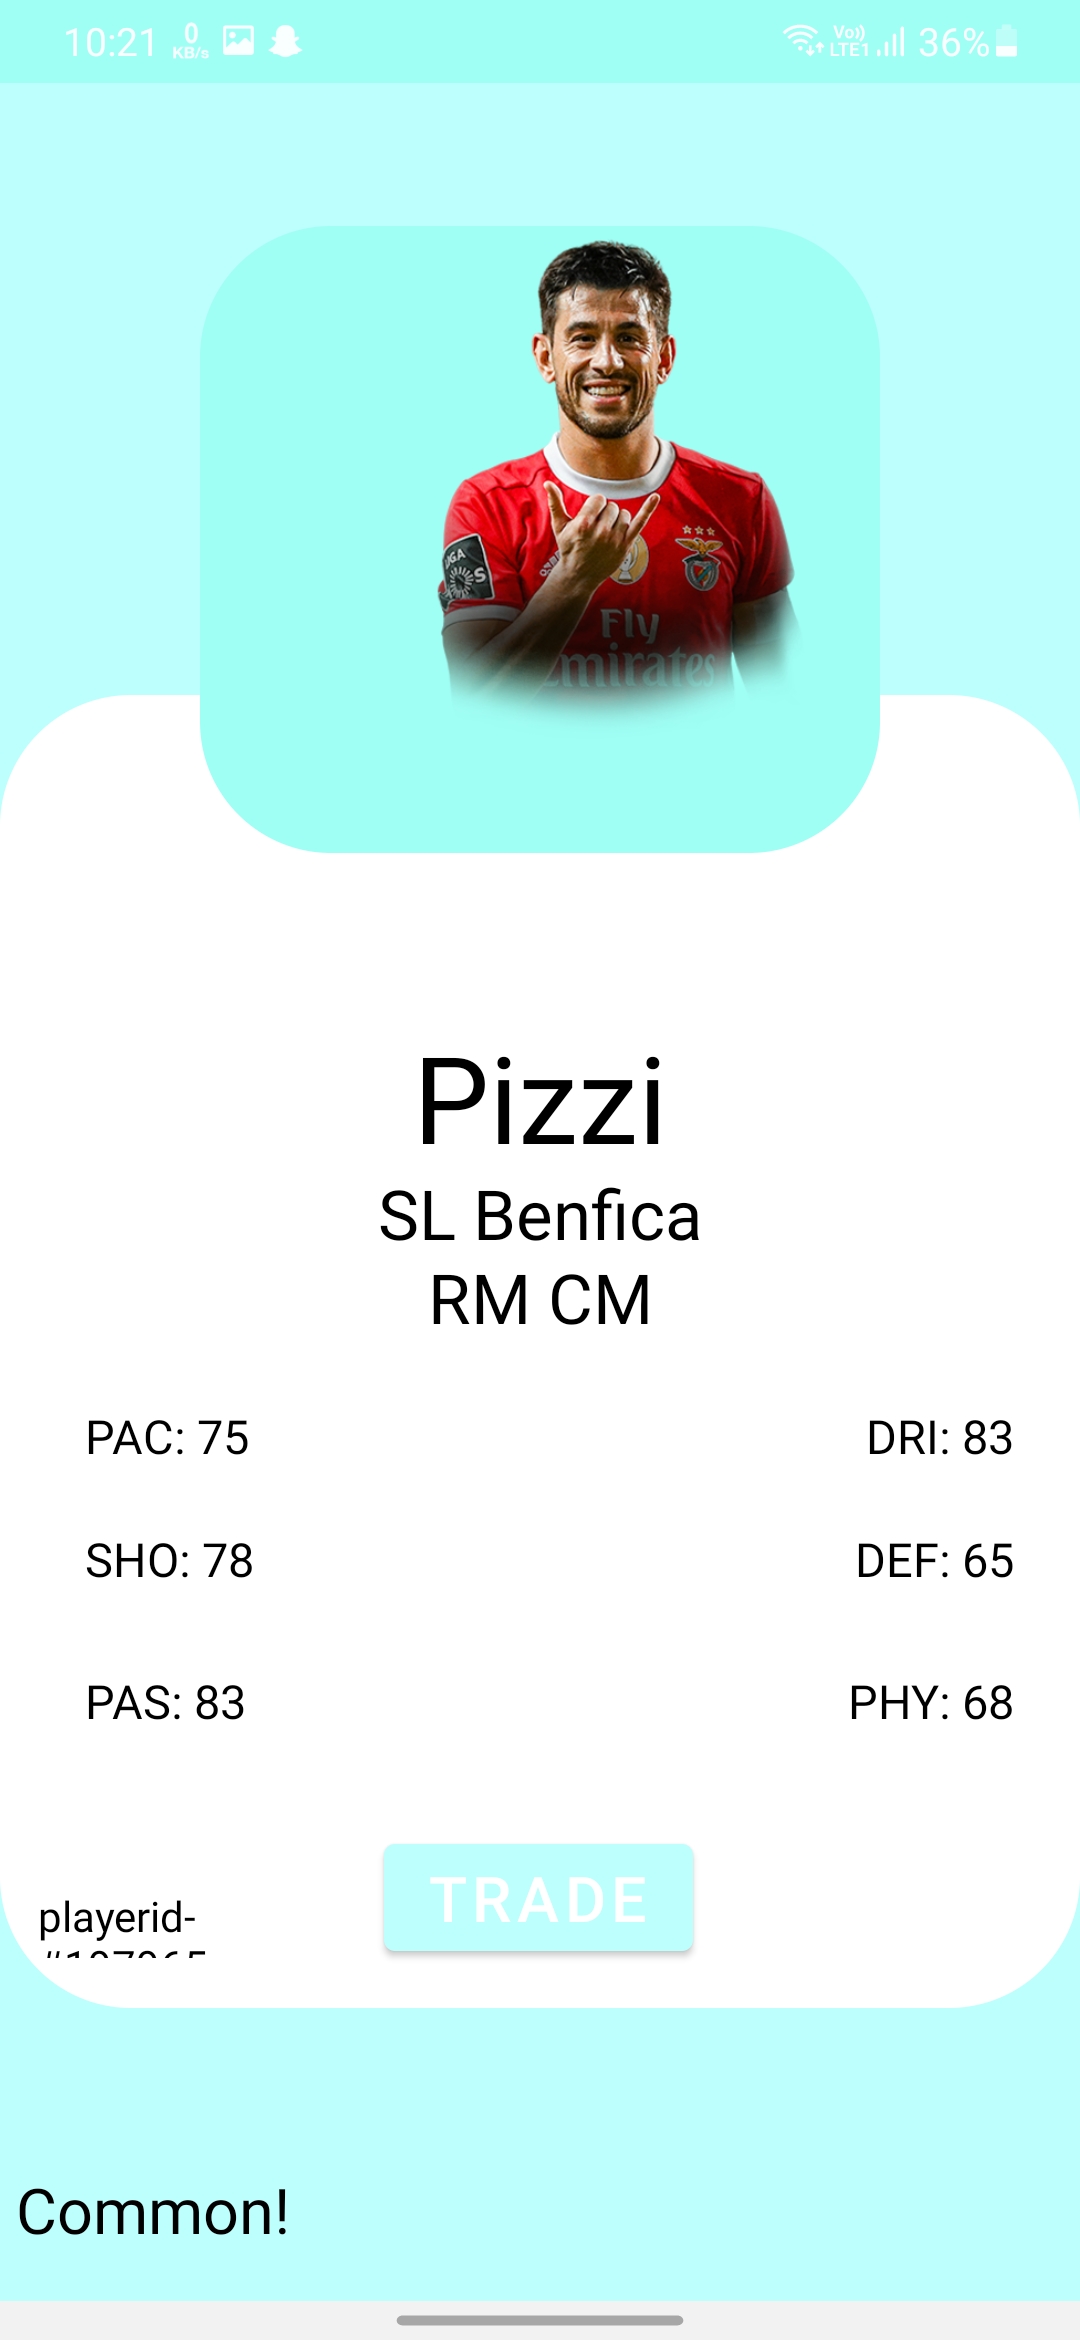 10:21 0 KB/s Vo)) LTE1 36%
LIGA
S
Fly
Emirates
Pizzi
SL Benfica
RM CM
PAC: 75 DRI: 83
SHO: 78 DEF: 65
PAS: 83 PHY: 68
TRADE
playerid-
Common!